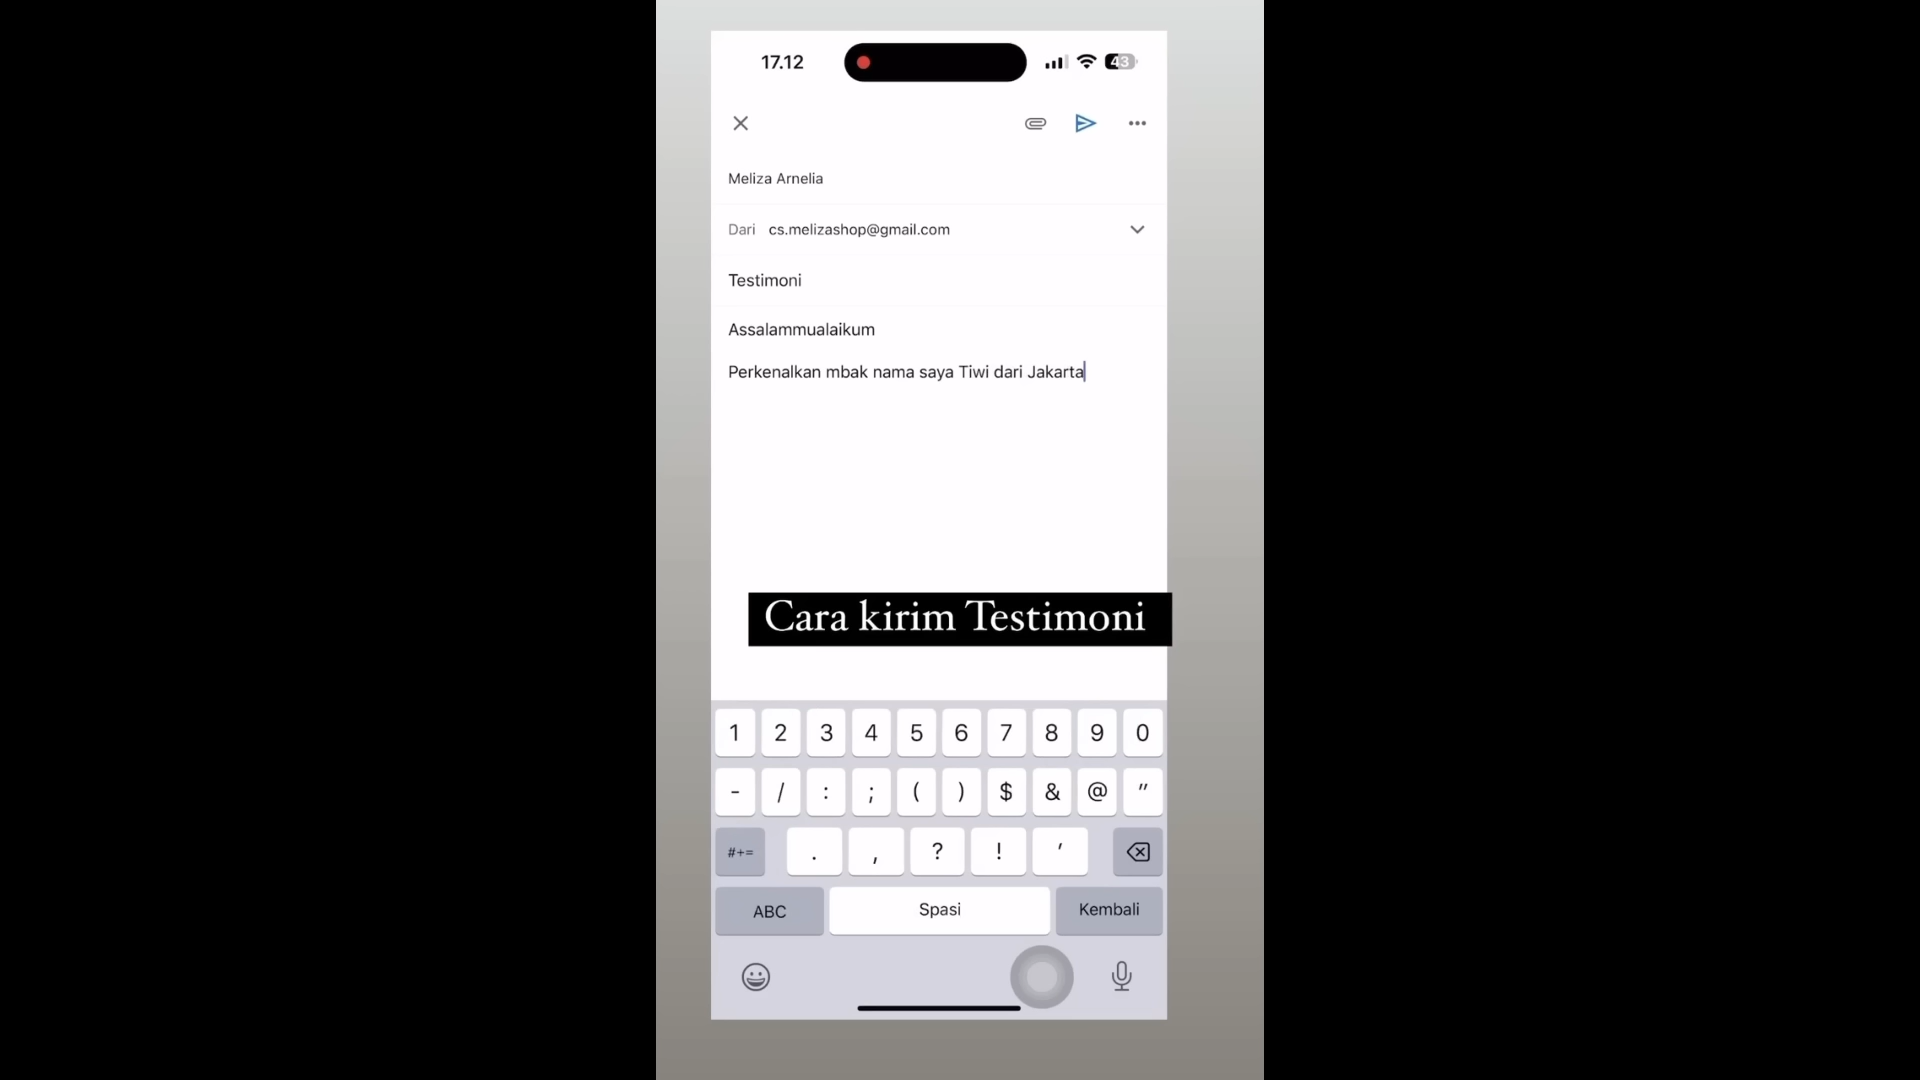 17.12
43
Meliza Arnelia
Dari cs.melizashop@gmail.com
Testimoni
Assalammualaikum
Perkenalkan mbak nama saya Tiwi dari Jakarta
Cara kirim Testimoni
1 2 3 4 5 6 7 8 9 0
- / : ; ( ) $ & @ "
#+= . , ? ! '
ABC Spasi Kembali